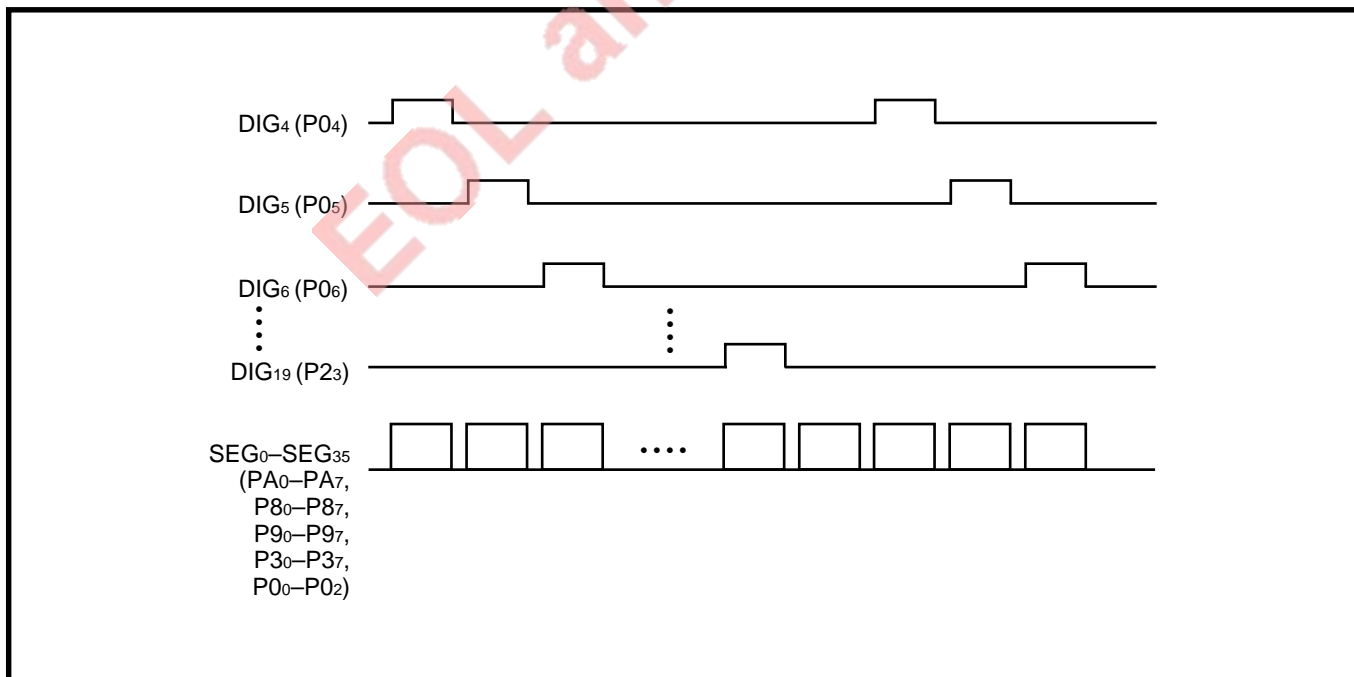 EOL an
DIG4 (P04)
DIG5 (P05)
DIG6 (P06)
DIG19 (P23)
SEG0–SEG35
(PA0–PA7,
P80–P87,
P90–P97,
P30–P37,
P00–P02)